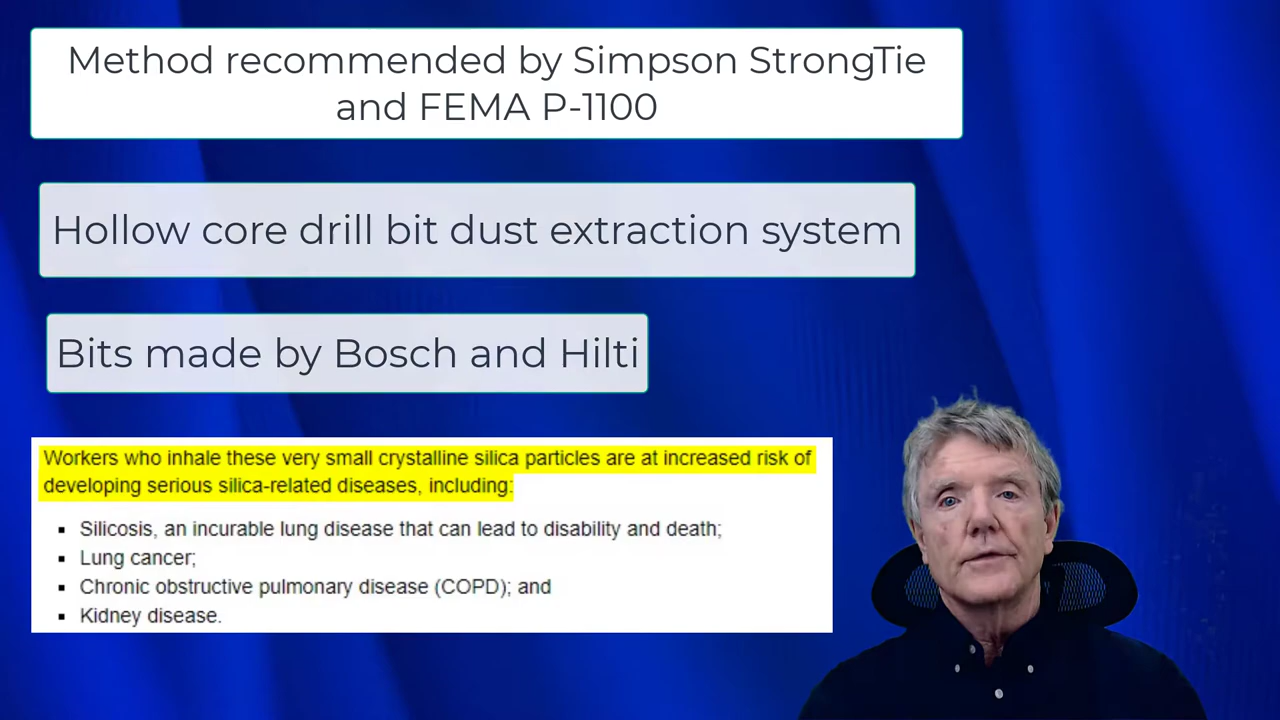 Method recommended by Simpson StrongTie
and FEMA P-1100
Hollow core drill bit dust extraction system
Bits made by Bosch and Hilti
Workers who inhale these very small crystalline silica particles are at increased risk of
developing serious silica-related diseases, including:
▪ Silicosis, an incurable lung disease that can lead to disability and death;
▪ Lung cancer;
▪ Chronic obstructive pulmonary disease (COPD); and
▪ Kidney disease.